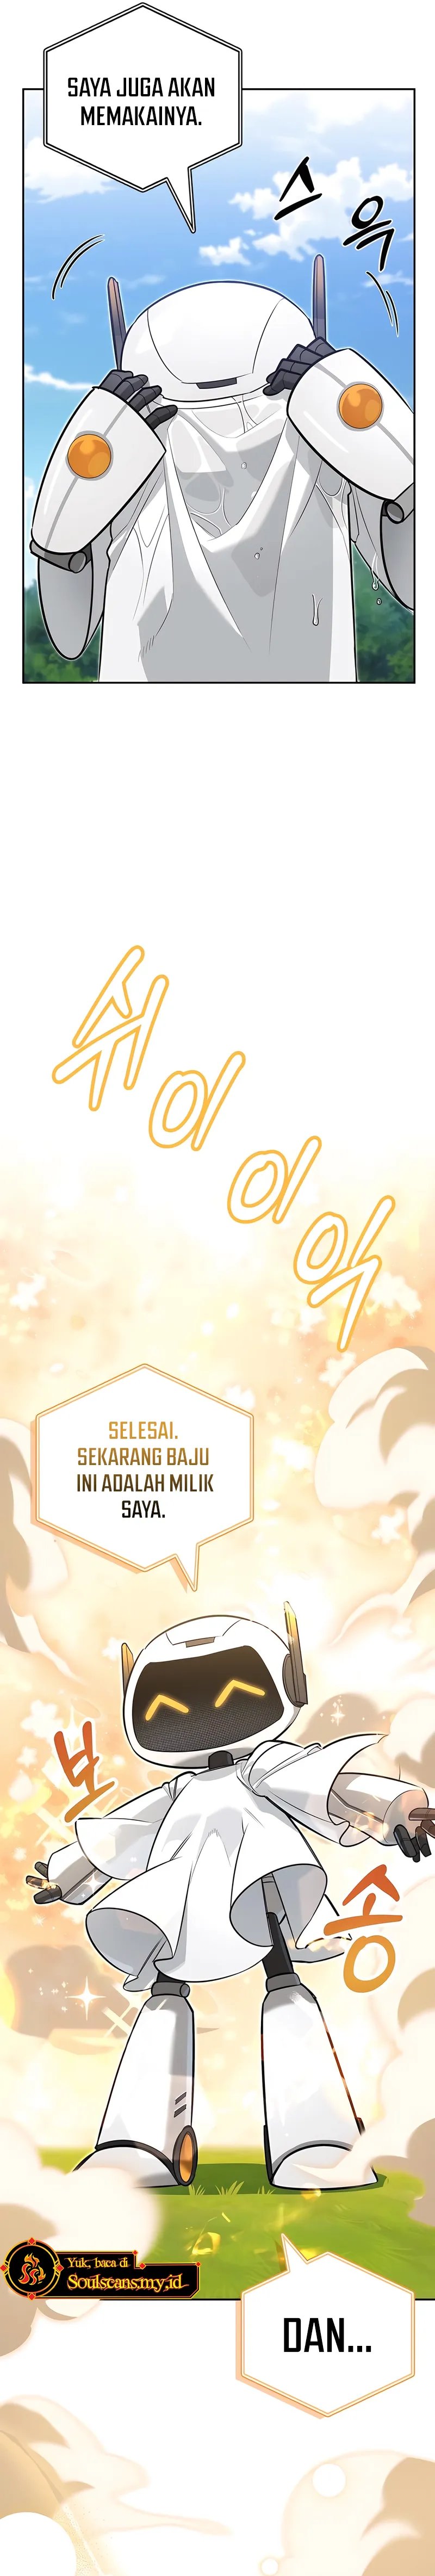 SAYA JUGA AKAN
MEMAKAINYA.
스윽
쉬이이익
SELESAI.
SEKARANG BAJU
INI ADALAH MILIK
SAYA.
보송
Yuk, baca di
Soulscans.my.id
DAN...